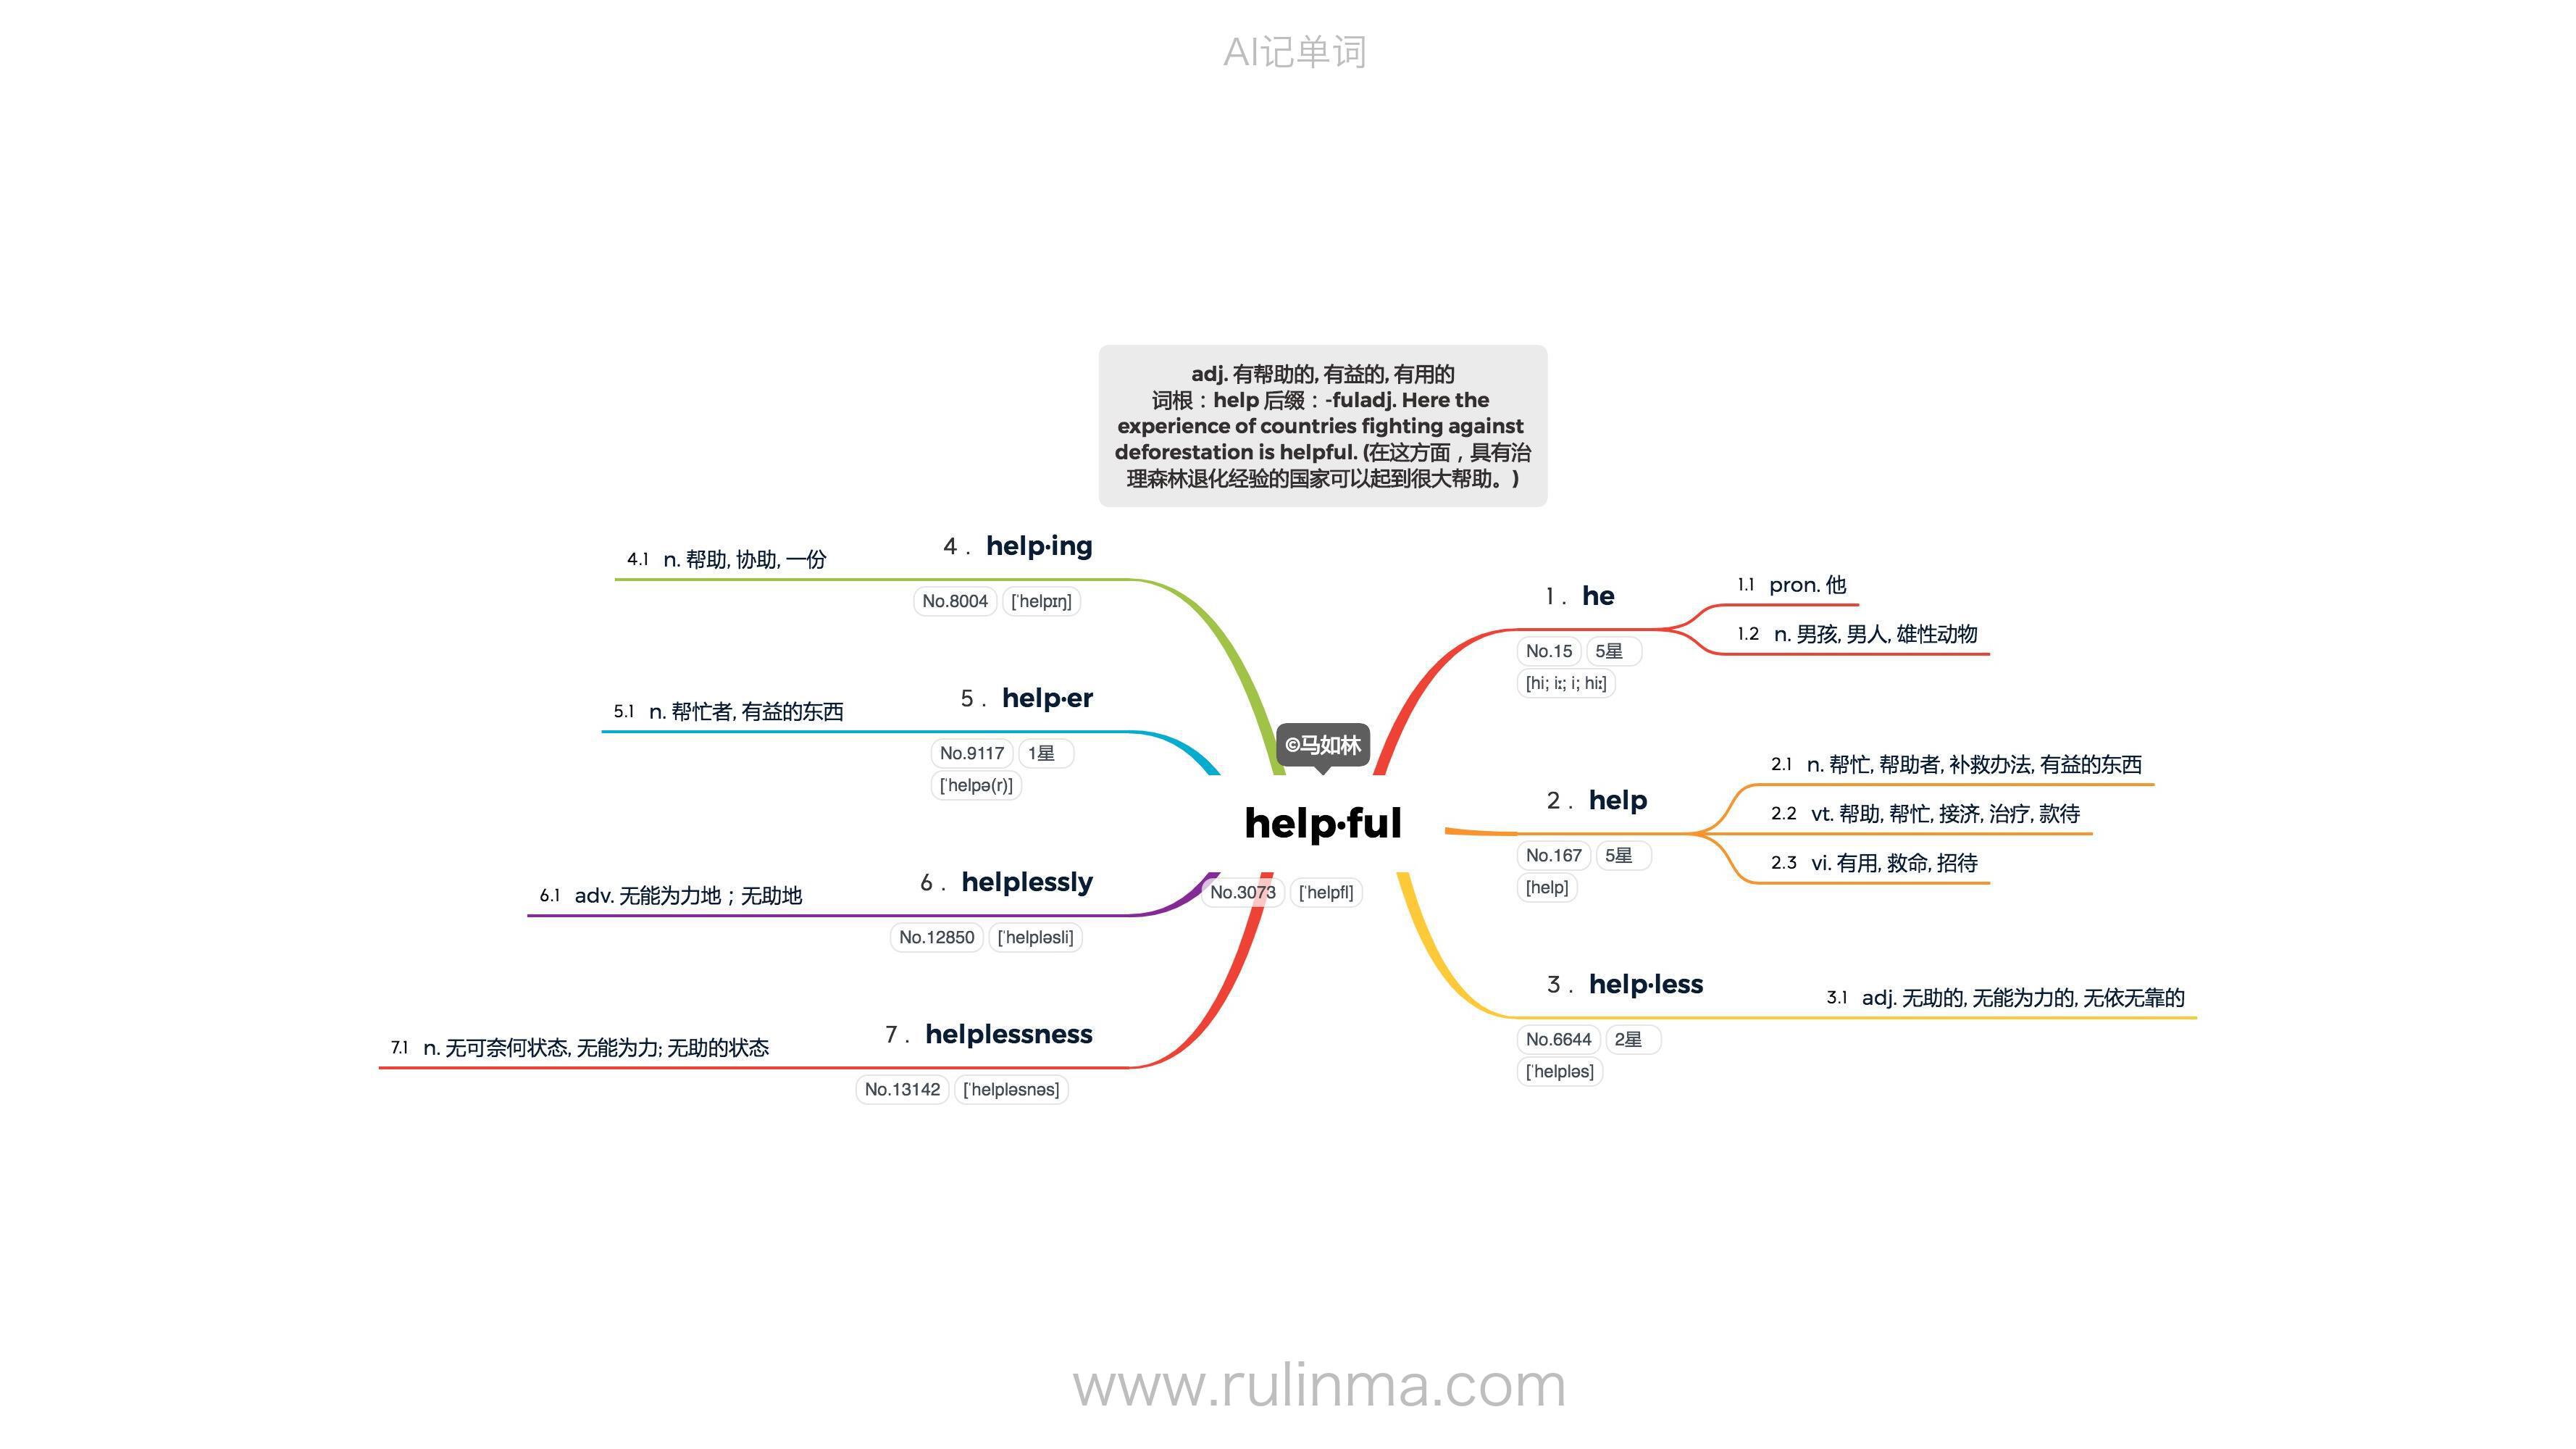 AI记单词
adj. 有帮助的, 有益的, 有用的
词根：help 后缀：-fuladj. Here the
experience of countries fighting against
deforestation is helpful. (在这方面，具有治
理森林退化经验的国家可以起到很大帮助。)
©马如林
help·ful
No.3073 [ˈhelpfl]
1. he
No.15 5星
[hi; iː; i; hiː]
1.1 pron. 他
1.2 n. 男孩, 男人, 雄性动物
2. help
No.167 5星
[help]
2.1 n. 帮忙, 帮助者, 补救办法, 有益的东西
2.2 vt. 帮助, 帮忙, 接济, 治疗, 款待
2.3 vi. 有用, 救命, 招待
3. help·less
No.6644 2星
[ˈhelpləs]
3.1 adj. 无助的, 无能为力的, 无依无靠的
4. help·ing
No.8004 [ˈhelpɪŋ]
4.1 n. 帮助, 协助, 一份
5. help·er
No.9117 1星
[ˈhelpə(r)]
5.1 n. 帮忙者, 有益的东西
6. helplessly
No.12850 [ˈhelpləsli]
6.1 adv. 无能为力地；无助地
7. helplessness
No.13142 [ˈhelpləsnəs]
7.1 n. 无可奈何状态, 无能为力; 无助的状态
www.rulinma.com